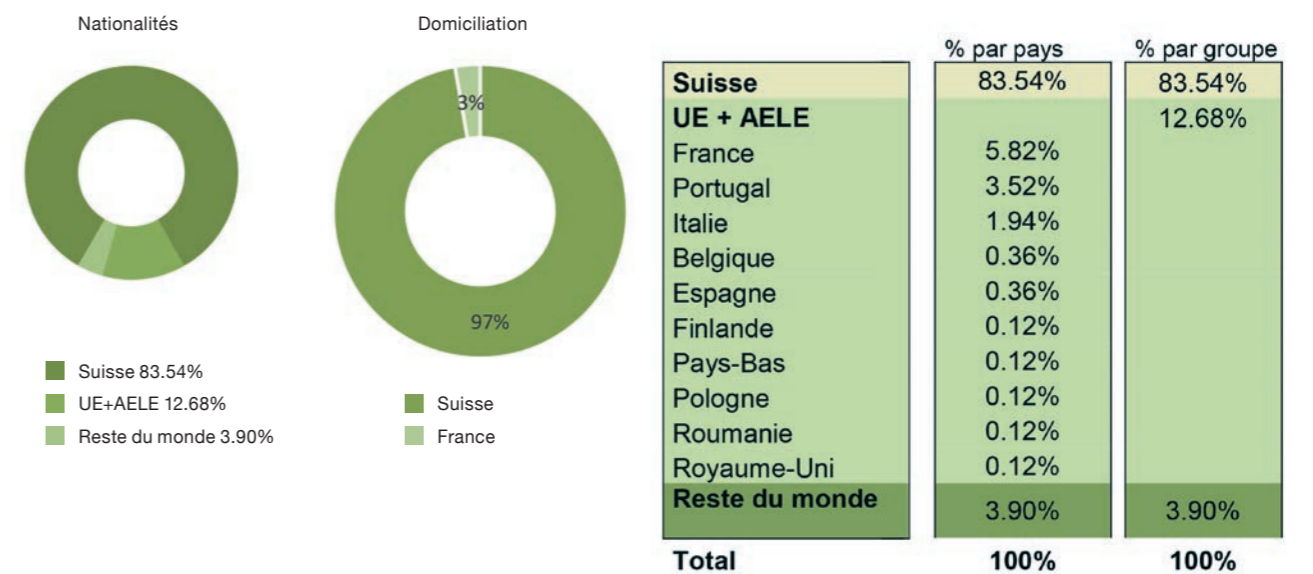 Nationalités
Suisse 83.54%
UE+AELE 12.68%
Reste du monde 3.90%
Domiciliation
3%
97%
Suisse
France
% par pays % par groupe
Suisse 83.54% 83.54%
UE + AELE 12.68%
France 5.82%
Portugal 3.52%
Italie 1.94%
Belgique 0.36%
Espagne 0.36%
Finlande 0.12%
Pays-Bas 0.12%
Pologne 0.12%
Roumanie 0.12%
Royaume-Uni 0.12%
Reste du monde 3.90% 3.90%
Total 100% 100%